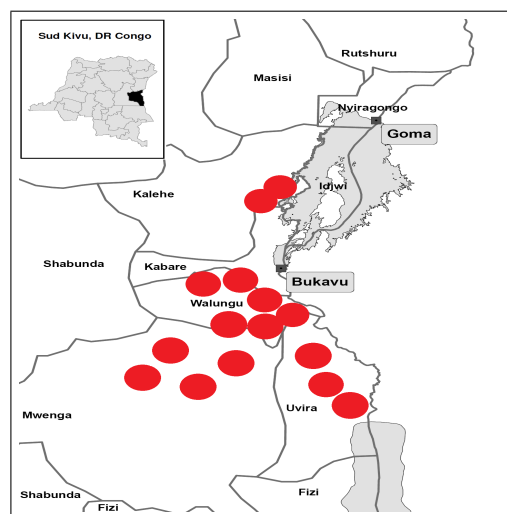 Sud Kivu, DR Congo
Rutshuru
Masisi
Nyiragongo
Goma
Kalehe
Idjwi
Shabunda
Kabare
Bukavu
Walungu
Mwenga
Uvira
Shabunda
Fizi
Fizi